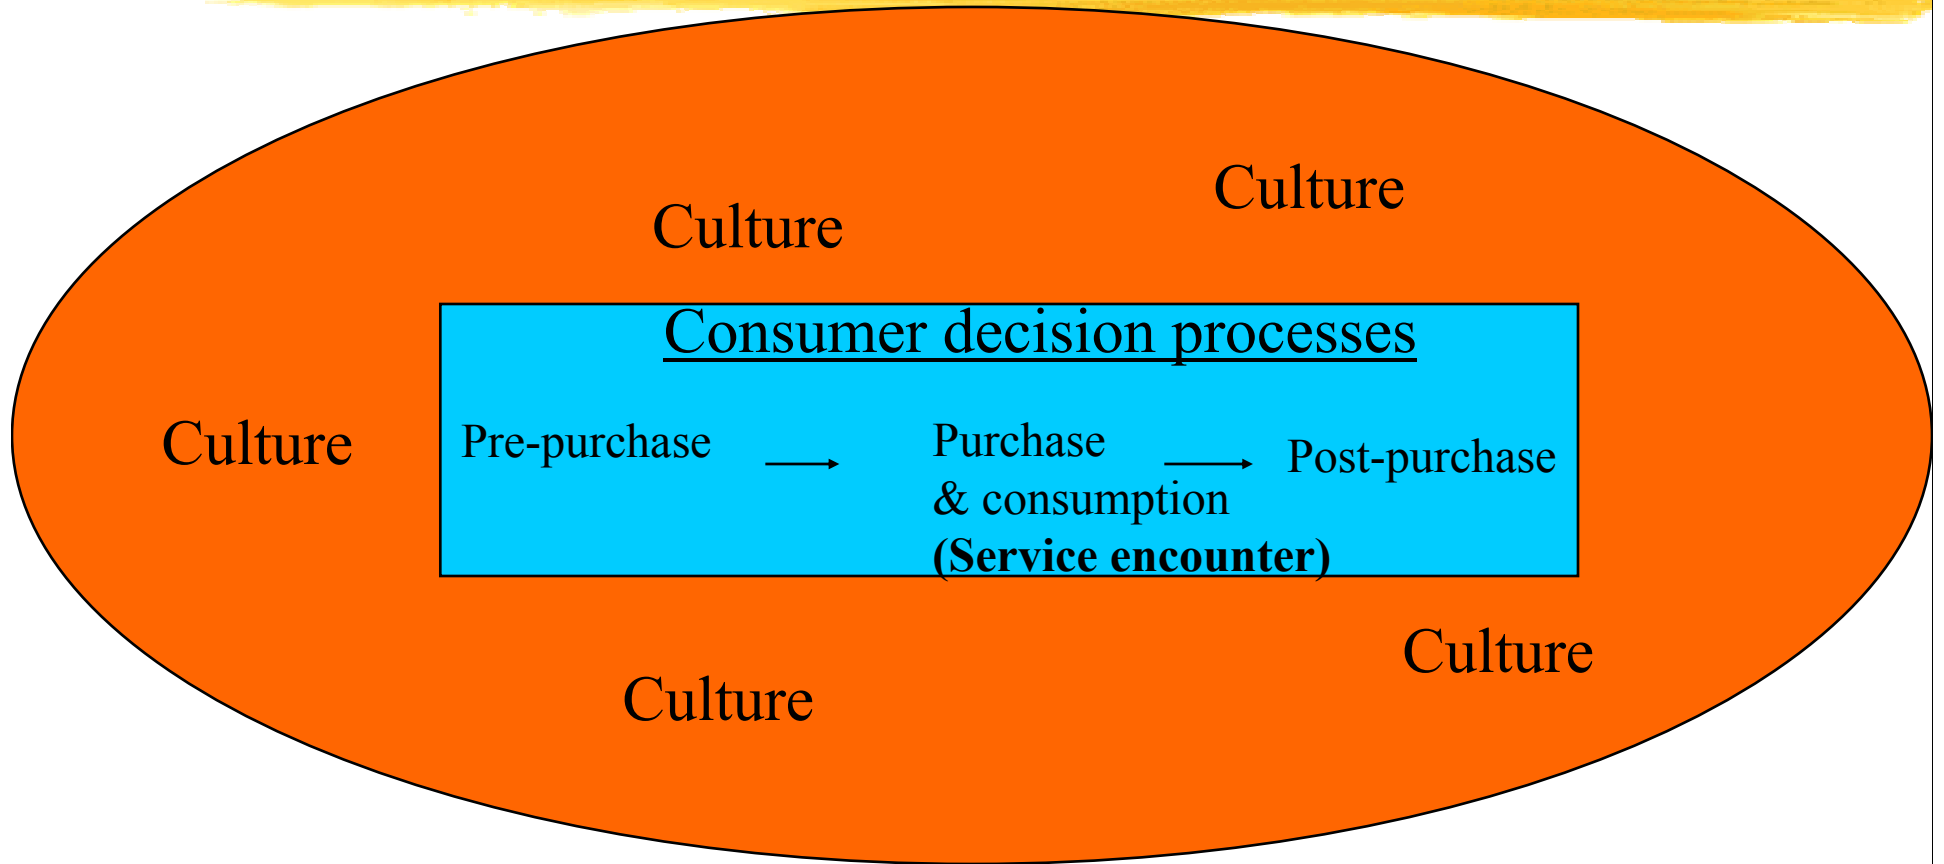 Culture
Culture
Consumer decision processes
Culture
Pre-purchase
Purchase
& consumption
(Service encounter)
Post-purchase
Culture
Culture